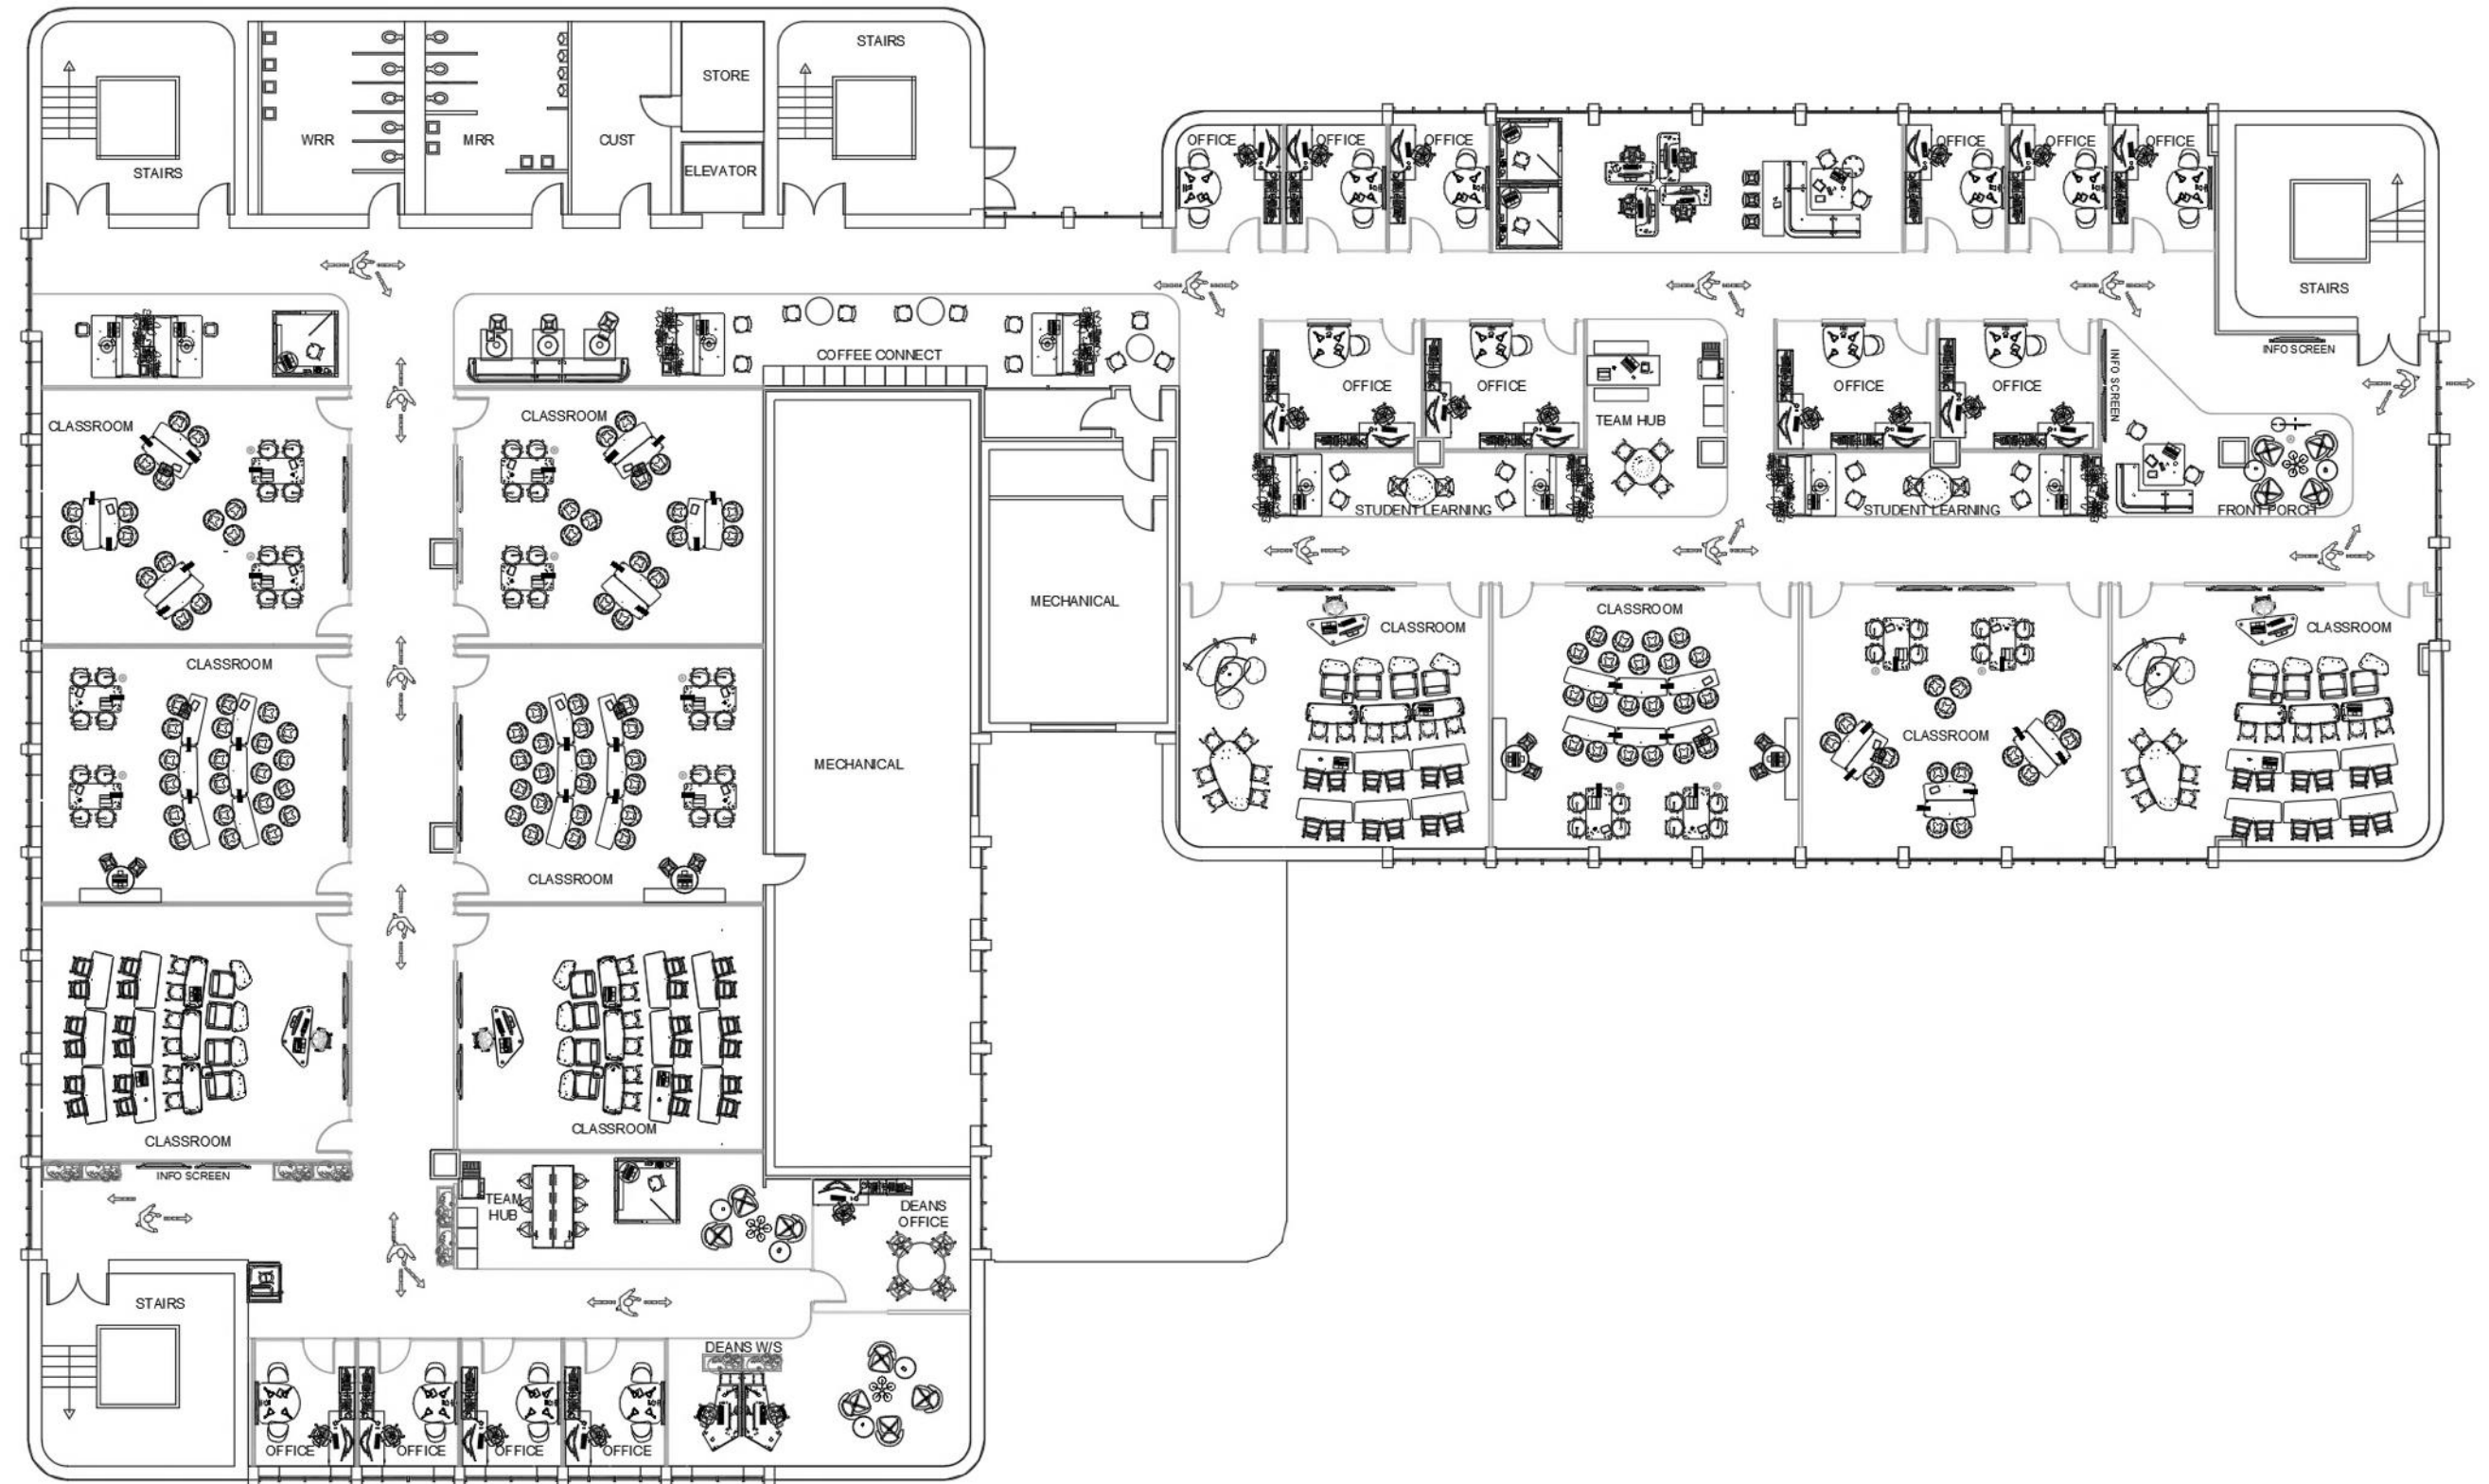 STAIRS
STORE
WRR
MRR
CUST
ELEVATOR
STAIRS
OFFICE
OFFICE
OFFICE
OFFICE
OFFICE
OFFICE
STAIRS
INFO SCREEN
COFFEE CONNECT
OFFICE
OFFICE
TEAM HUB
OFFICE
OFFICE
INFO SCREEN
STUDENT LEARNING
STUDENT LEARNING
FRONT PORCH
CLASSROOM
CLASSROOM
MECHANICAL
MECHANICAL
CLASSROOM
CLASSROOM
CLASSROOM
CLASSROOM
CLASSROOM
CLASSROOM
CLASSROOM
CLASSROOM
INFO SCREEN
TEAM
HUB
DEANS
OFFICE
STAIRS
DEANS W/S
OFFICE
OFFICE
OFFICE
OFFICE